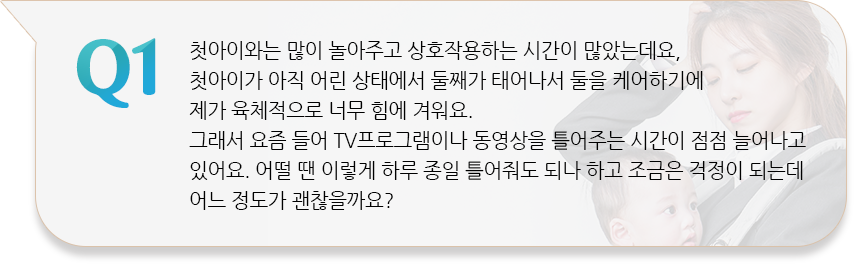 Q1
첫아이와는 많이 놀아주고 상호작용하는 시간이 많았는데요,
첫아이가 아직 어린 상태에서 둘째가 태어나서 둘을 케어하기에
제가 육체적으로 너무 힘에 겨워요.
그래서 요즘 들어 TV프로그램이나 동영상을 틀어주는 시간이 점점 늘어나고
있어요. 어떨 땐 이렇게 하루 종일 틀어줘도 되나 하고 조금은 걱정이 되는데
어느 정도가 괜찮을까요?